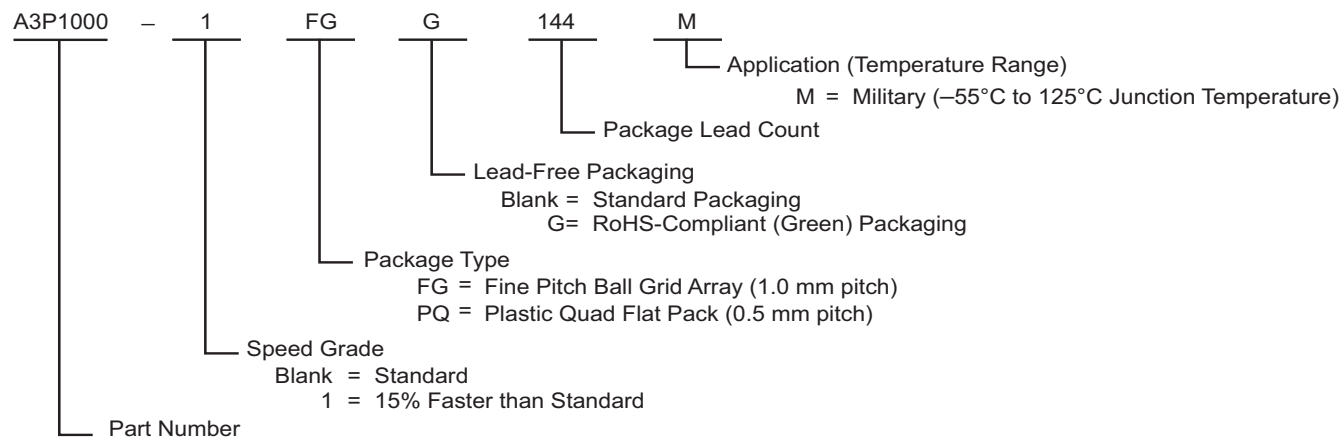 A3P1000 – 1 FG G 144 M
Application (Temperature Range)
M = Military (–55°C to 125°C Junction Temperature)
Package Lead Count
Lead-Free Packaging
Blank = Standard Packaging
G= RoHS-Compliant (Green) Packaging
Package Type
FG = Fine Pitch Ball Grid Array (1.0 mm pitch)
PQ = Plastic Quad Flat Pack (0.5 mm pitch)
Speed Grade
Blank = Standard
1 = 15% Faster than Standard
Part Number